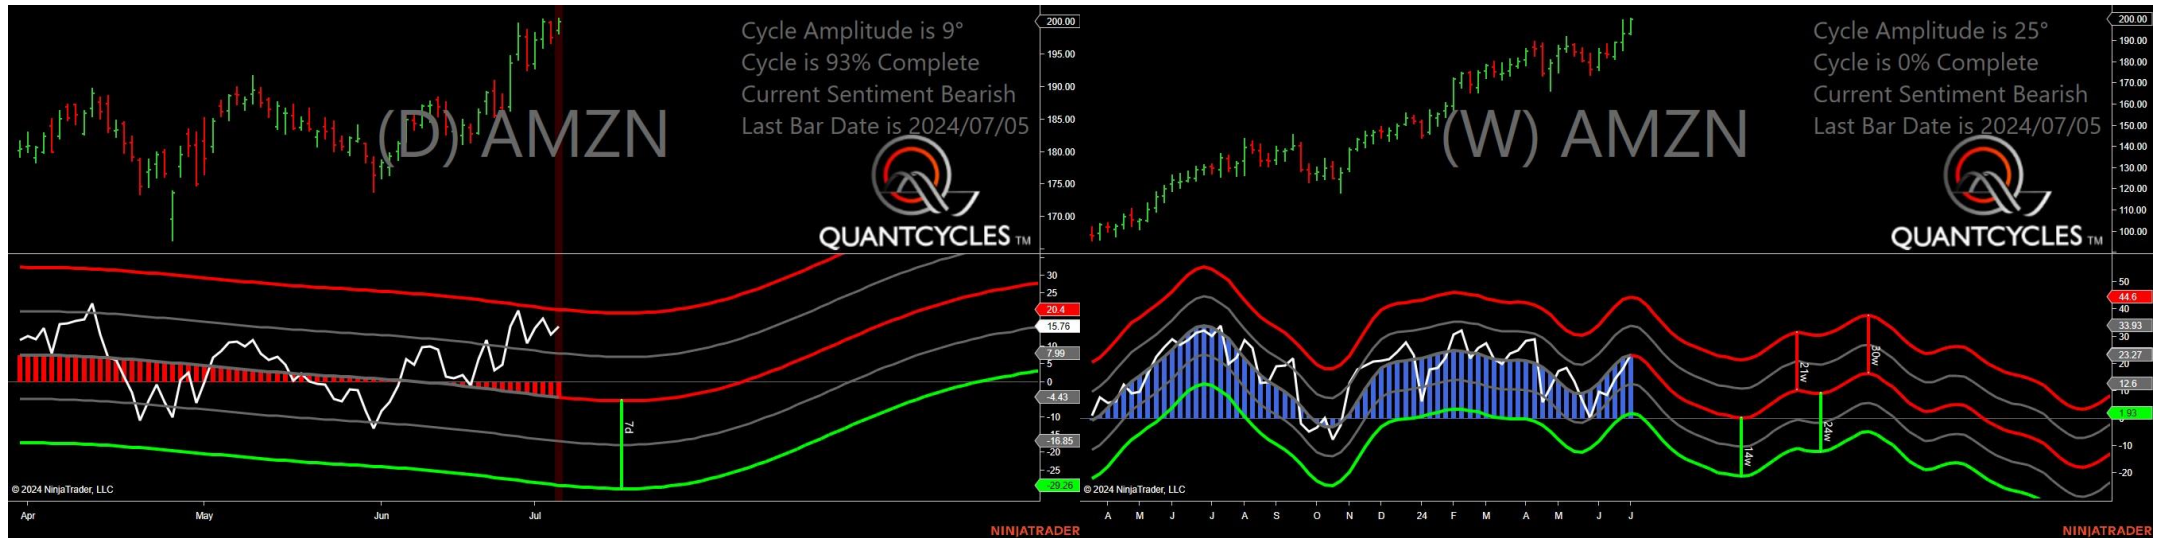 Cycle Amplitude is 9°
Cycle is 93% Complete
Current Sentiment Bearish
Last Bar Date is 2024/07/05
(D) AMZN
QUANTCYCLES TM
200.00
195.00
190.00
185.00
180.00
175.00
170.00
30
25
20.4
15.76
10
7.99
5
0
-4.43
-10
-16.85
-20
-25
-29.26
7d
© 2024 NinjaTrader, LLC
Apr May Jun Jul
NINJATRADER
Cycle Amplitude is 25°
Cycle is 0% Complete
Current Sentiment Bearish
Last Bar Date is 2024/07/05
(W) AMZN
QUANTCYCLES TM
200.00
190.00
180.00
170.00
160.00
150.00
140.00
130.00
120.00
110.00
100.00
50
44.6
40
33.93
30
23.27
20
12.6
10
1.93
-10
-20
21w
30w
14w
24w
© 2024 NinjaTrader, LLC
A M J J A S O N D 24 F M A M J J
NINJATRADER